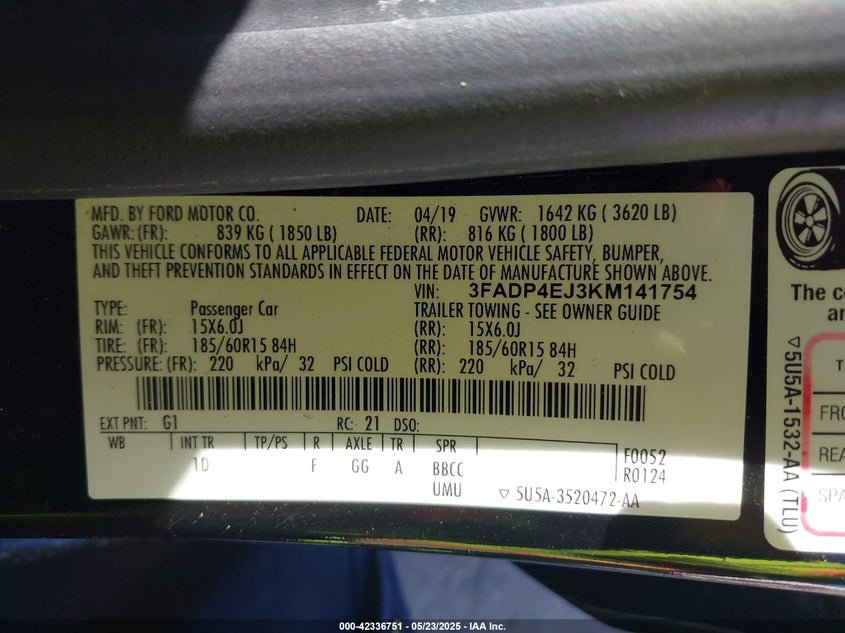 MFD. BY FORD MOTOR CO. DATE: 04/19 GVWR: 1642 KG ( 3620 LB)
GAWR: (FR): 839 KG ( 1850 LB) (RR): 816 KG ( 1800 LB)
THIS VEHICLE CONFORMS TO ALL APPLICABLE FEDERAL MOTOR VEHICLE SAFETY, BUMPER,
AND THEFT PREVENTION STANDARDS IN EFFECT ON THE DATE OF MANUFACTURE SHOWN ABOVE.
VIN: 3FADP4EJ3KM141754
TYPE: Passenger Car TRAILER TOWING - SEE OWNER GUIDE
RIM: (FR): 15X6.0J (RR): 15X6.0J
TIRE: (FR): 185/60R15 84H (RR): 185/60R15 84H
PRESSURE: (FR): 220 kPa/ 32 PSI COLD (RR): 220 kPa/ 32 PSI COLD
EXT PNT: G1 RC: 21 DSO:
WB INT TR TP/PS R AXLE TR SPR F0052
1D F GG A BBCC R0124
UMU ▽ 5U5A-3520472-AA
The co
an
▽ 5U5A-1532-AA (TLU)
T
FRO
REA
SPA
000-42336751 — 05/23/2025 — IAA Inc.